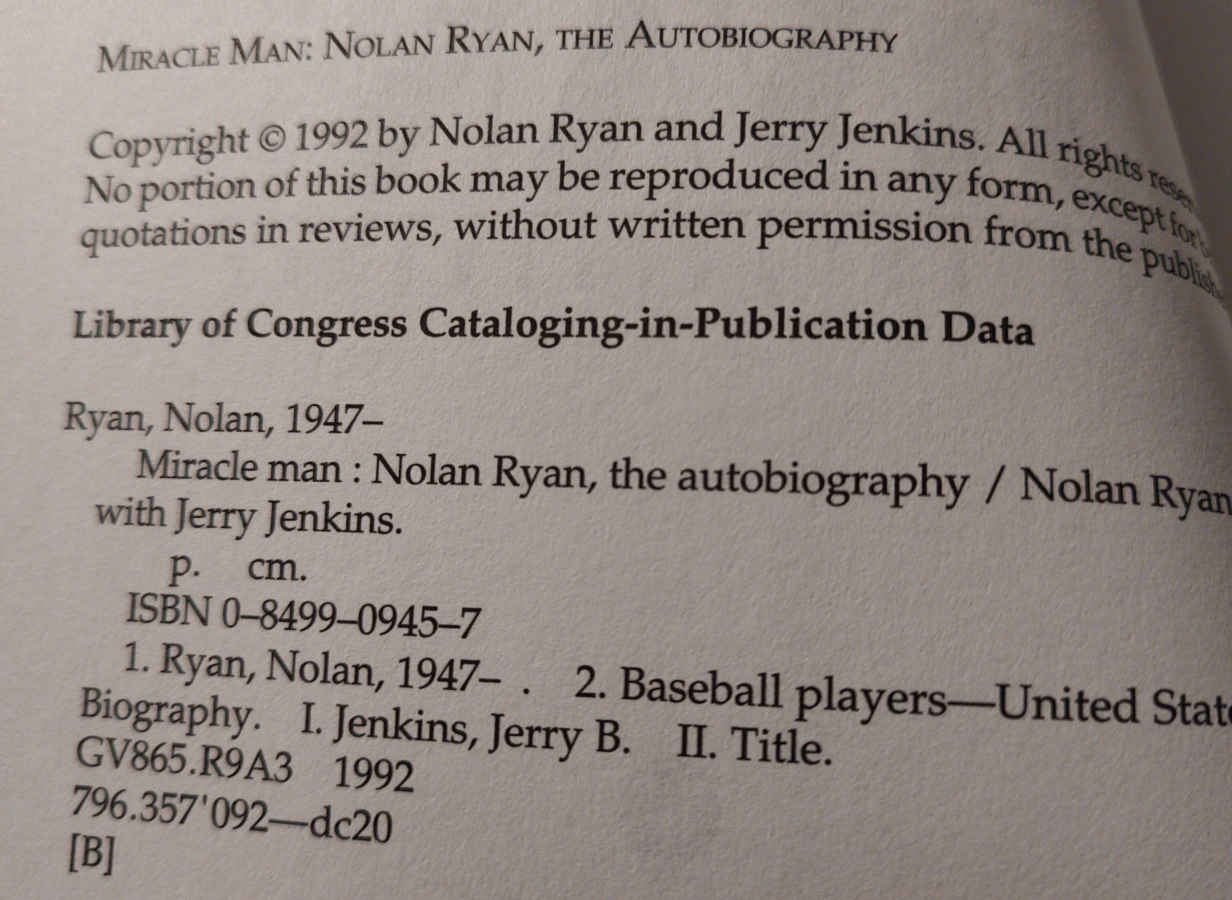 MIRACLE MAN: NOLAN RYAN, THE AUTOBIOGRAPHY
Copyright © 1992 by Nolan Ryan and Jerry Jenkins. All rights
No portion of this book may be reproduced in any form, except for
quotations in reviews, without written permission from the
Library of Congress Cataloging-in-Publication Data
Ryan, Nolan, 1947–
Miracle man : Nolan Ryan, the autobiography / Nolan Ryan
with Jerry Jenkins.
p. cm.
ISBN 0–8499–0945–7
1. Ryan, Nolan, 1947– . 2. Baseball players—United
Biography. I. Jenkins, Jerry B. II. Title.
GV865.R9A3 1992
796.357'092—dc20
[B]